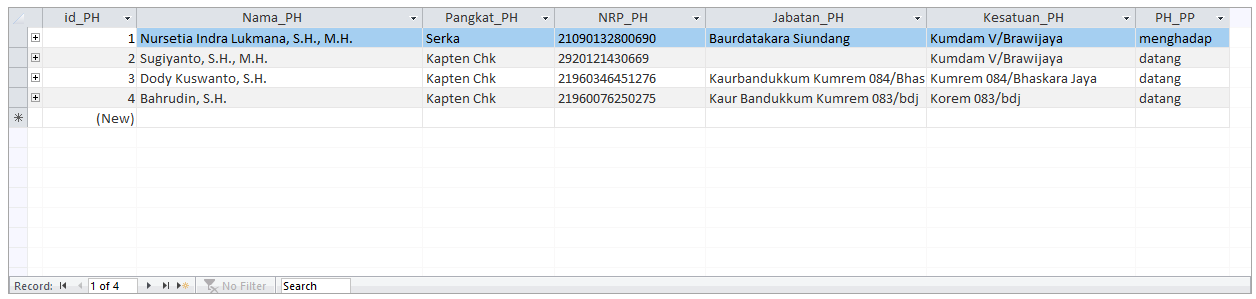 id_PH Nama_PH Pangkat_PH NRP_PH Jabatan_PH Kesatuan_PH PH_PP
1 Nursetia Indra Lukmana, S.H., M.H. Serka 21090132800690 Baurdatakara Siundang Kumdam V/Brawijaya menghadap
2 Sugiyanto, S.H., M.H. Kapten Chk 2920121430669 Kumdam V/Brawijaya datang
3 Dody Kuswanto, S.H. Kapten Chk 21960346451276 Kaurbandukkum Kumrem 084/Bhas Kumrem 084/Bhaskara Jaya datang
4 Bahrudin, S.H. Kapten Chk 21960076250275 Kaur Bandukkum Kumrem 083/bdj Korem 083/bdj datang
(New)
Record: 1 of 4 No Filter Search